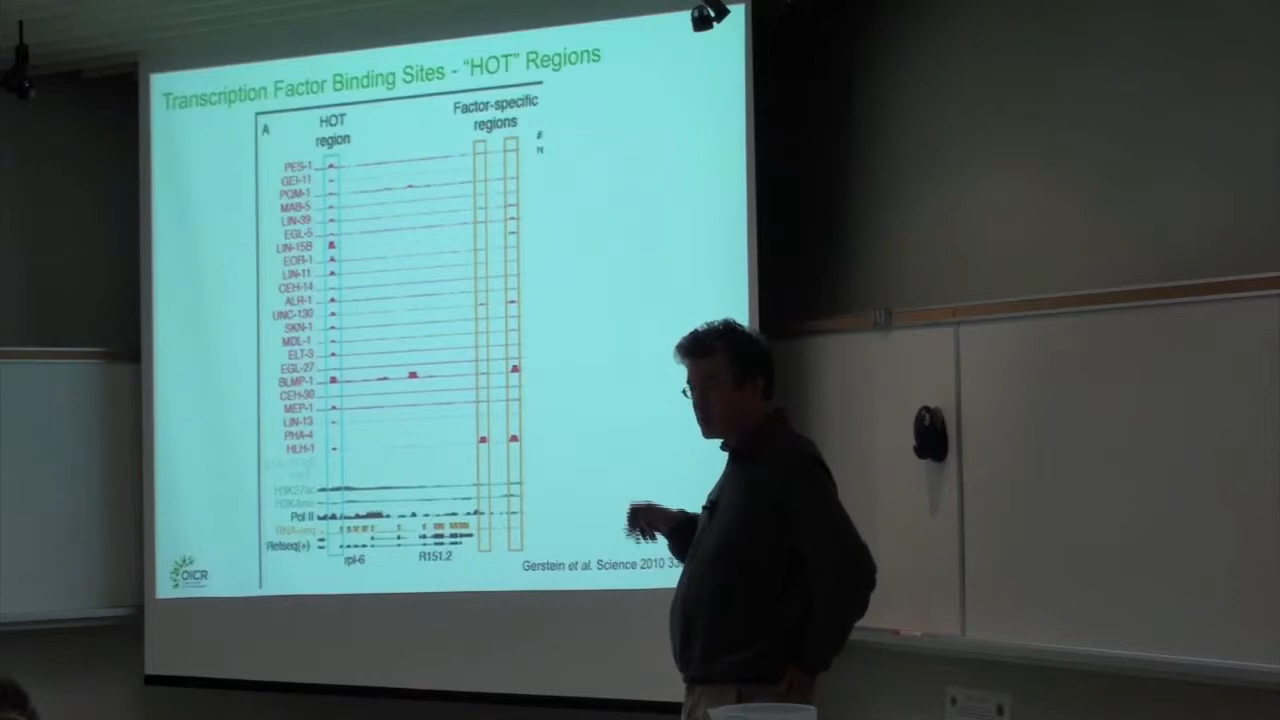 Transcription Factor Binding Sites - “HOT” Regions
A
HOT
region
Factor-specific
regions
#
PES-1
GEI-11
PQM-1
MAB-5
LIN-39
EGL-5
LIN-15B
EOR-1
LIN-11
CEH-14
ALR-1
UNC-130
SKN-1
MDL-1
ELT-3
EGL-27
BLMP-1
CEH-30
MEP-1
LIN-13
PHA-4
HLH-1
H3K27ac
Pol II
RNA-seq
Refseq(+)
rpl-6
R151.2
Gerstein et al. Science 2010
OICR